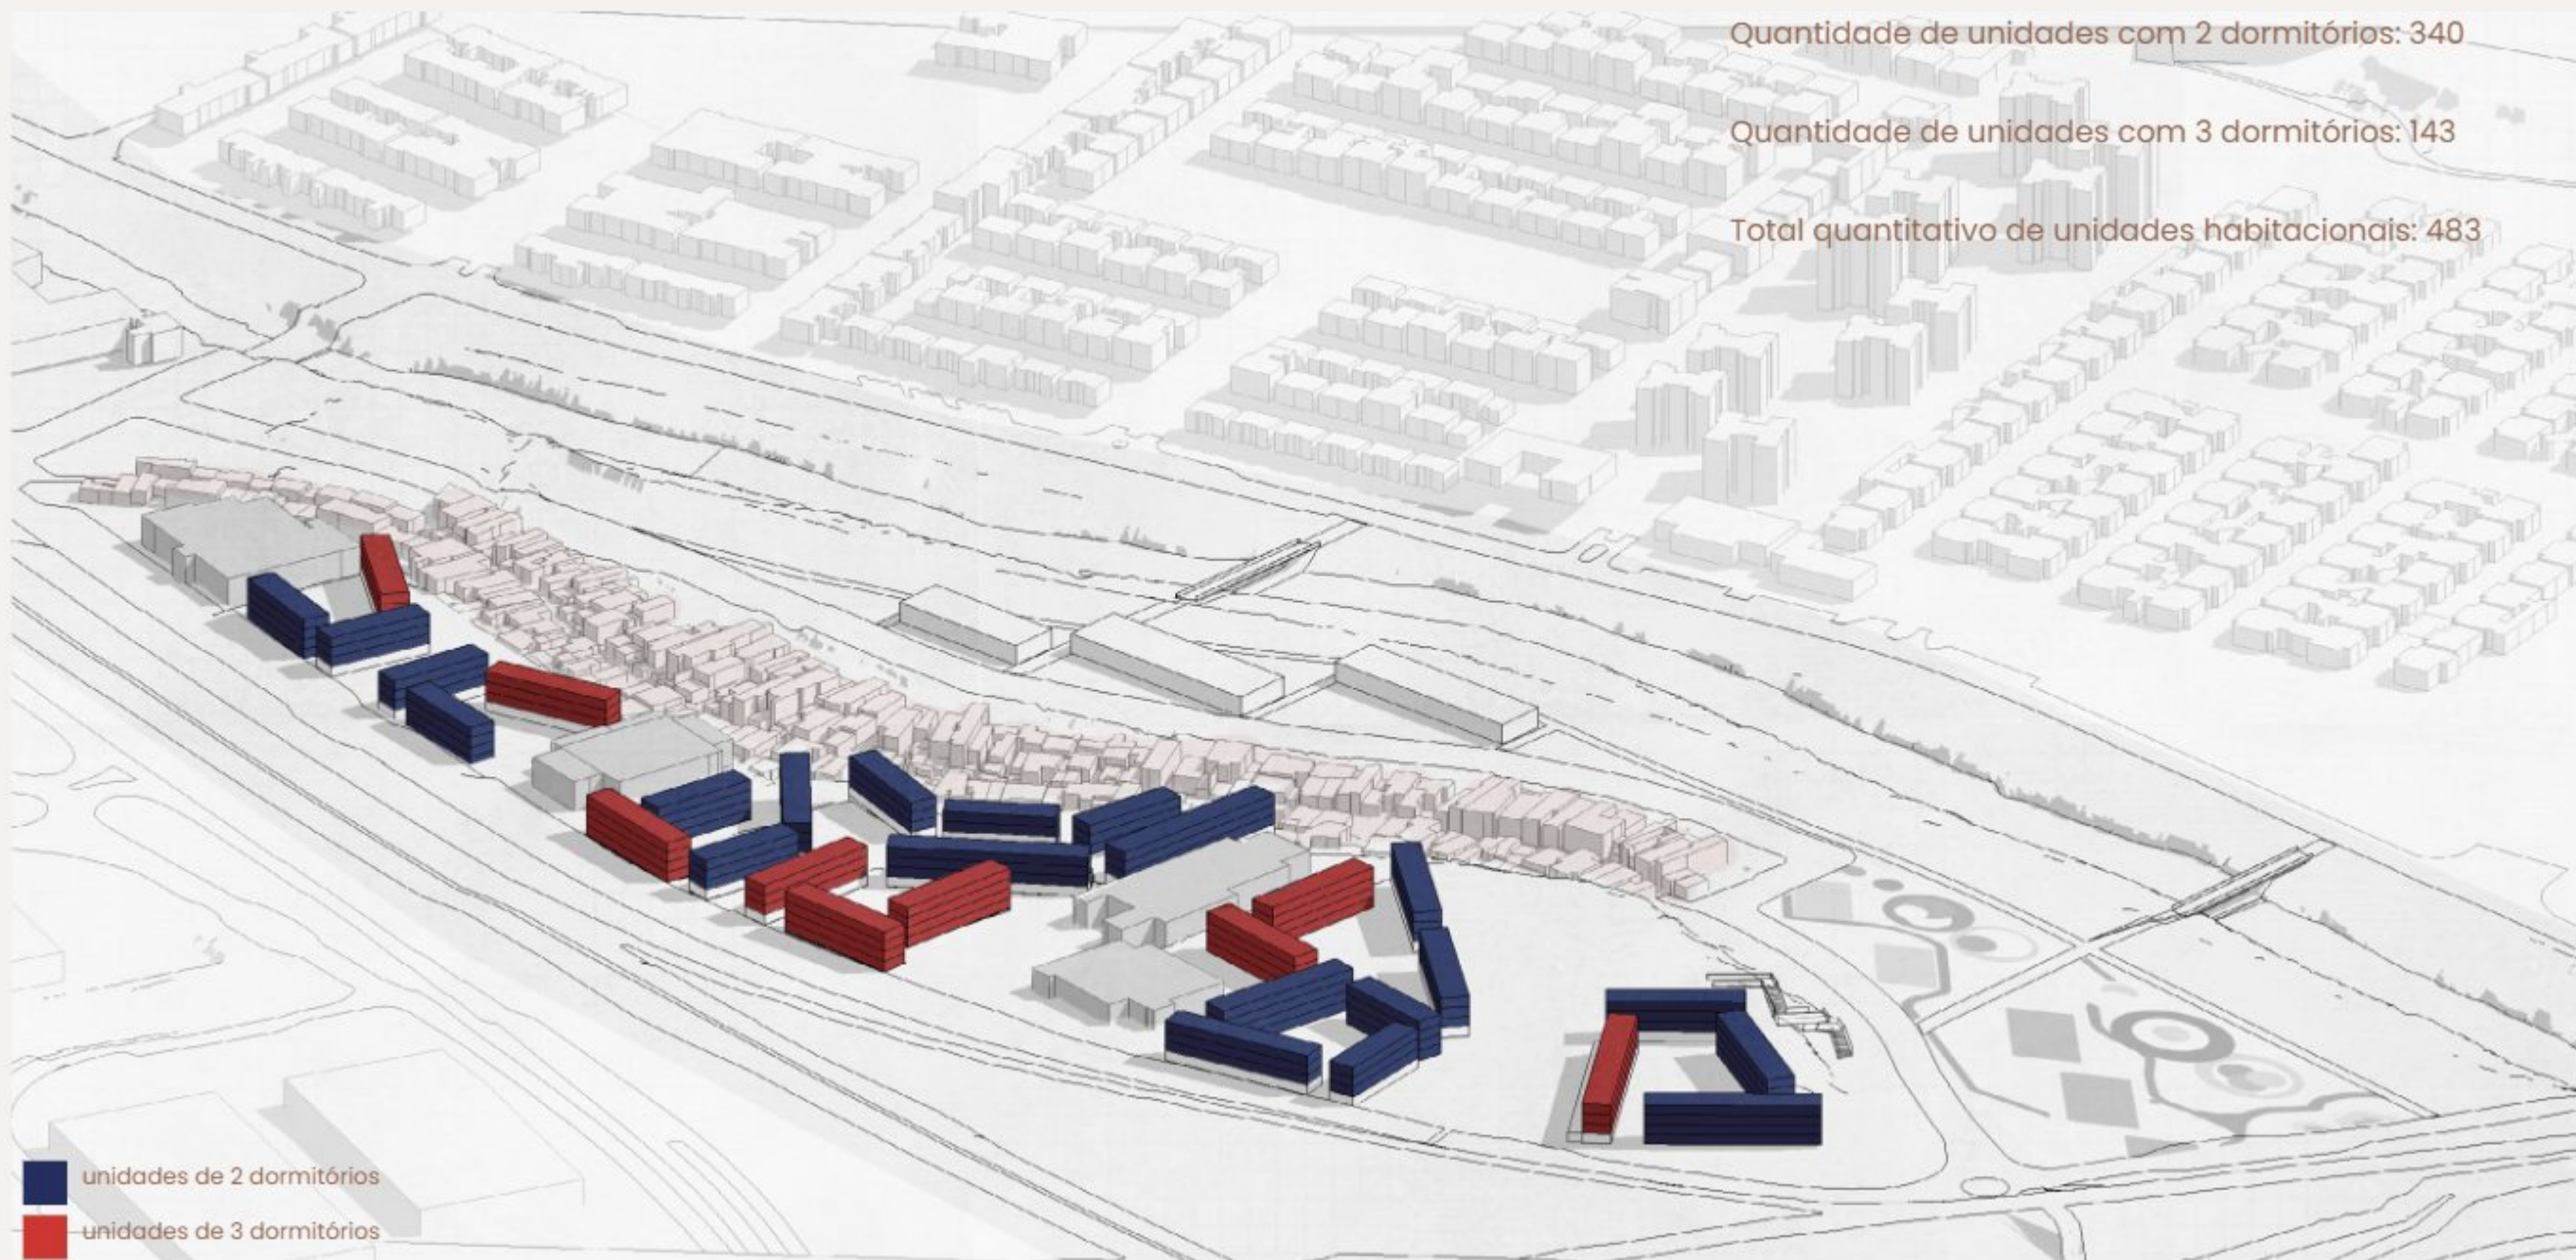 Quantidade de unidades com 2 dormitórios: 340
Quantidade de unidades com 3 dormitórios: 143
Total quantitativo de unidades habitacionais: 483
unidades de 2 dormitórios
unidades de 3 dormitórios